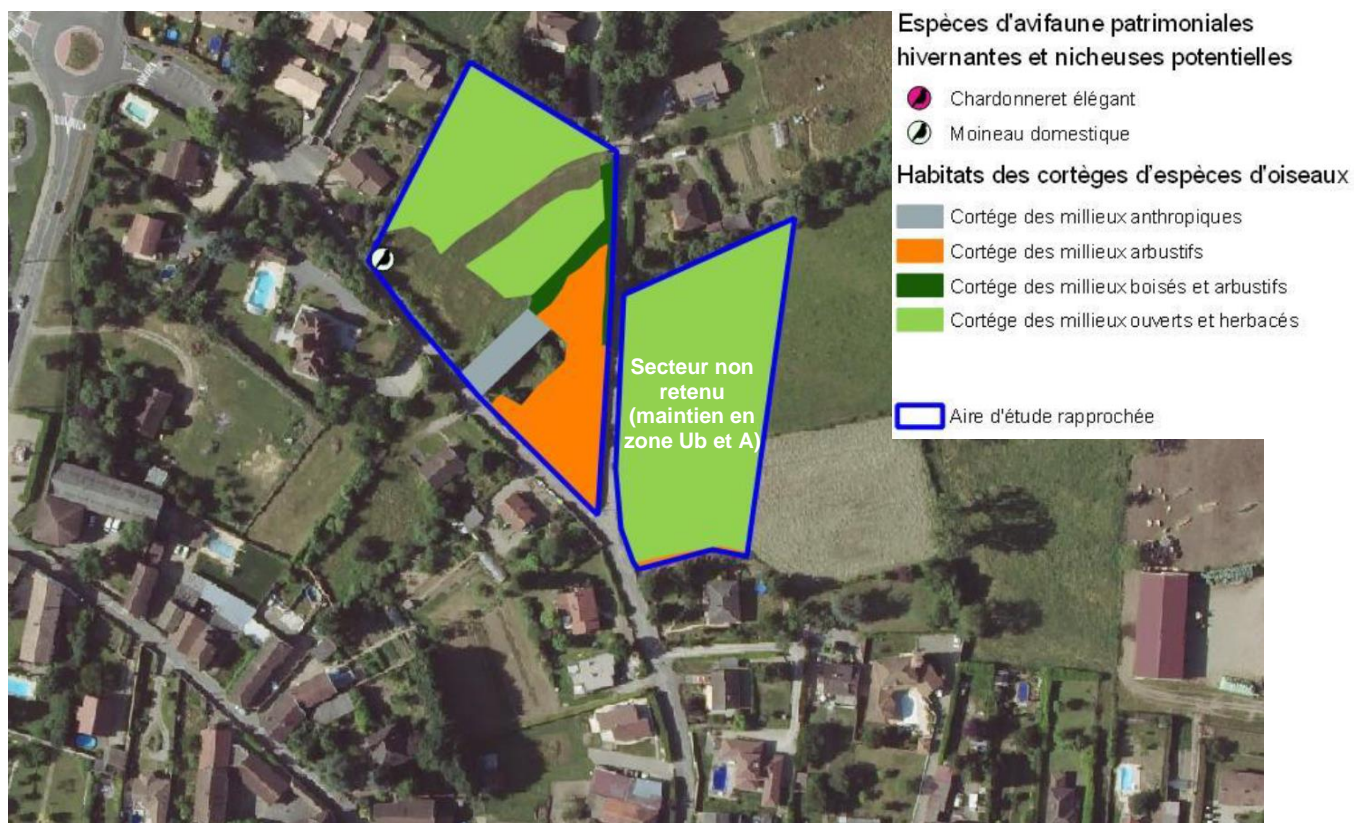 Espèces d'avifaune patrimoniales
hivernantes et nicheuses potentielles
Chardonneret élégant
Moineau domestique
Habitats des cortèges d'espèces d'oiseaux
Cortége des millieux anthropiques
Cortége des millieux arbustifs
Cortége des millieux boisés et arbustifs
Cortége des millieux ouverts et herbacés
Aire d'étude rapprochée
Secteur non
retenu
(maintien en
zone Ub et A)